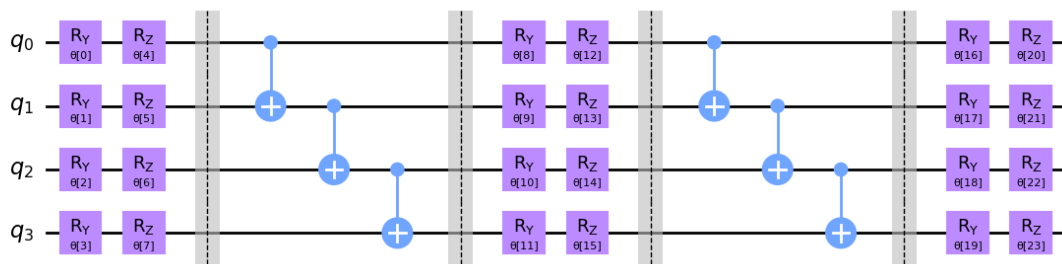 q0 RY θ[0] RZ θ[4] RY θ[8] RZ θ[12] RY θ[16] RZ θ[20]
q1 RY θ[1] RZ θ[5] RY θ[9] RZ θ[13] RY θ[17] RZ θ[21]
q2 RY θ[2] RZ θ[6] RY θ[10] RZ θ[14] RY θ[18] RZ θ[22]
q3 RY θ[3] RZ θ[7] RY θ[11] RZ θ[15] RY θ[19] RZ θ[23]